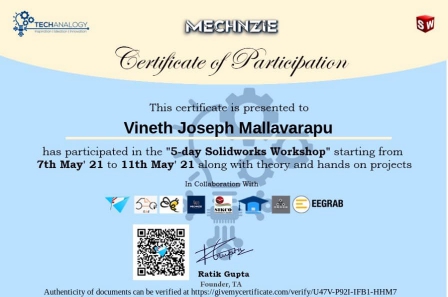 TECHANALOGY
MECHNZIE
SW
Certificate of Participation
This certificate is presented to
Vineth Joseph Mallavarapu
has participated in the "5-day Solidworks Workshop" starting from
7th May' 21 to 11th May' 21 along with theory and hands on projects
In Collaboration With
EEGRAB
Ratik Gupta
Founder, TA
Authenticity of documents can be verified at https://givemycertificate.com/verify/U47V-P92I-IFB1-HHM7